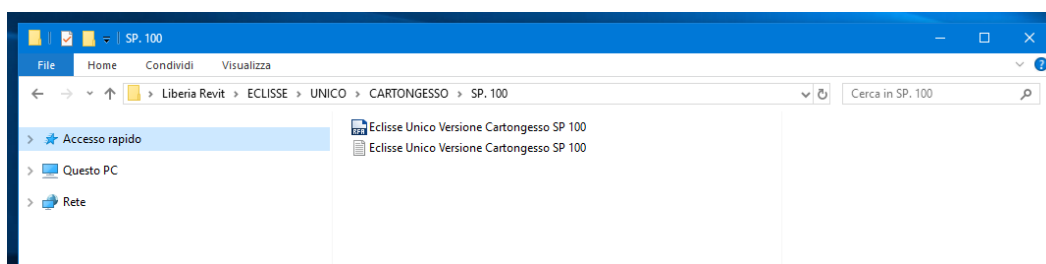 SP. 100
File Home Condividi Visualizza
Liberia Revit > ECLISSE > UNICO > CARTONGESSO > SP. 100 Cerca in SP. 100
Accesso rapido
Questo PC
Rete
RFA Eclisse Unico Versione Cartongesso SP 100
Eclisse Unico Versione Cartongesso SP 100